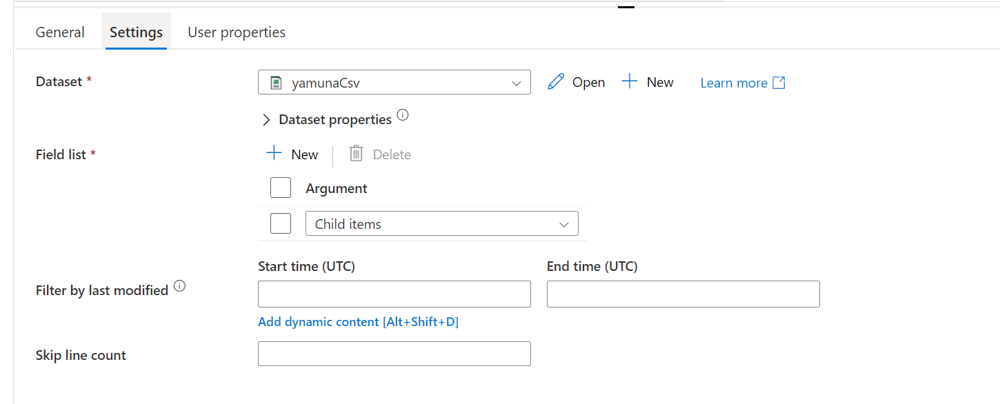 General Settings User properties
Dataset * yamunaCsv Open New Learn more
Dataset properties
Field list * New Delete
Argument
Child items
Start time (UTC) End time (UTC)
Filter by last modified
Add dynamic content [Alt+Shift+D]
Skip line count